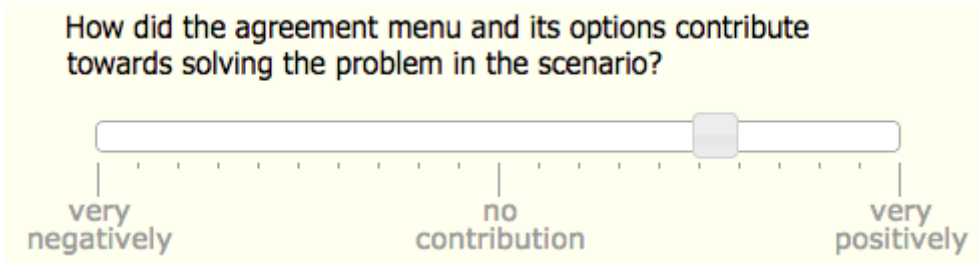 How did the agreement menu and its options contribute
towards solving the problem in the scenario?
very no very
negatively contribution positively